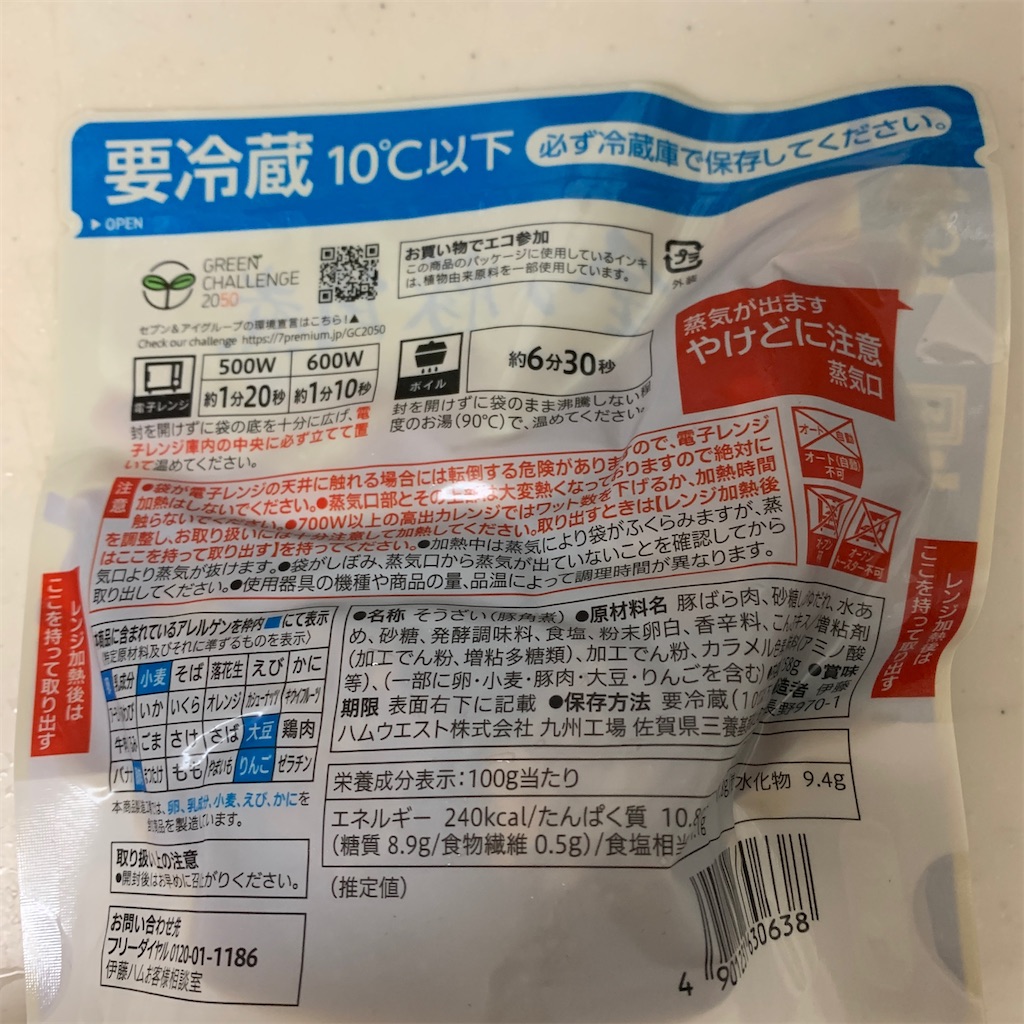 要冷蔵 10℃以下 必ず冷蔵庫で保存してください。
▶OPEN
GREEN
CHALLENGE
2050
セブン&アイグループの環境宣言はこちら!▲
Check our challenge https://7premium.jp/GC2050
お買い物でエコ参加
この商品のパッケージに使用しているインキ
は、植物由来原料を一部使用しています。
プラ
外装
蒸気が出ます
やけどに注意
蒸気口
電子レンジ
500W 600W
約1分20秒 約1分10秒
封を開けずに袋の底を十分に広げ、電
子レンジ庫内の中央に必ず立てて置
いて温めてください。
ボイル
約6分30秒
封を開けずに袋のまま沸騰しない程
度のお湯(90℃)で、温めてください。
オート(自動)
不可
オーブン
トースター不可
注意
●袋が電子レンジの天井に触れる場合には転倒する危険がありますので、電子レンジ
加熱はしないでください。●蒸気口部とその は大変熱くなっておりますので絶対に
触らないでください。●700W以上の高出力レンジではワット数を下げるか、加熱時間
を調整し、お取り扱いには十分注意して加熱してください。取り出すときは【レンジ加熱後
はここを持って取り出す】を持ってください。●加熱中は蒸気により袋がふくらみますが、蒸
気口より蒸気が抜けます。●袋がしぼみ、蒸気口から蒸気が出ていないことを確認してから
取り出してください。●使用器具の機種や商品の量、品温によって調理時間が異なります。
レンジ加熱後は
ここを持って取り出す
レンジ加熱後は
ここを持って取り出す
本商品に含まれているアレルゲンを枠内■にて表示
(特定原材料及びそれに準ずるものを表示)
乳成分 小麦 そば 落花生 えび かに
いか いくら オレンジ カシューナッツ キウイフルーツ
牛肉 ごま さけ さば 大豆 鶏肉
バナナ もも やまいも りんご ゼラチン
本商品製造工場では、卵、乳成分、小麦、えび、かにを
製品を製造しています。
●名称 そうざい(豚角煮) ●原材料名 豚ばら肉、砂糖 、水あ
め、砂糖、発酵調味料、食塩、粉末卵白、香辛料、こんぶエキス/増粘剤
(加工でん粉、増粘多糖類)、加工でん粉、カラメル色素、調味料(アミノ酸
等)、(一部に卵・小麦・豚肉・大豆・りんごを含む) ●賞味
期限 表面右下に記載 ●保存方法 要冷蔵(10 造者 伊藤
ハムウエスト株式会社 九州工場 佐賀県三養基 長野970-1
栄養成分表示:100g当たり
エネルギー 240kcal/たんぱく質 10. 水化物 9.4g
(糖質 8.9g/食物繊維 0.5g)/食塩相当
(推定値)
取り扱い上の注意
●開封後はお早めに召上がりください。
お問い合わせ先
フリーダイヤル 0120-01-1186
伊藤ハムお客様相談室
4 901231630638